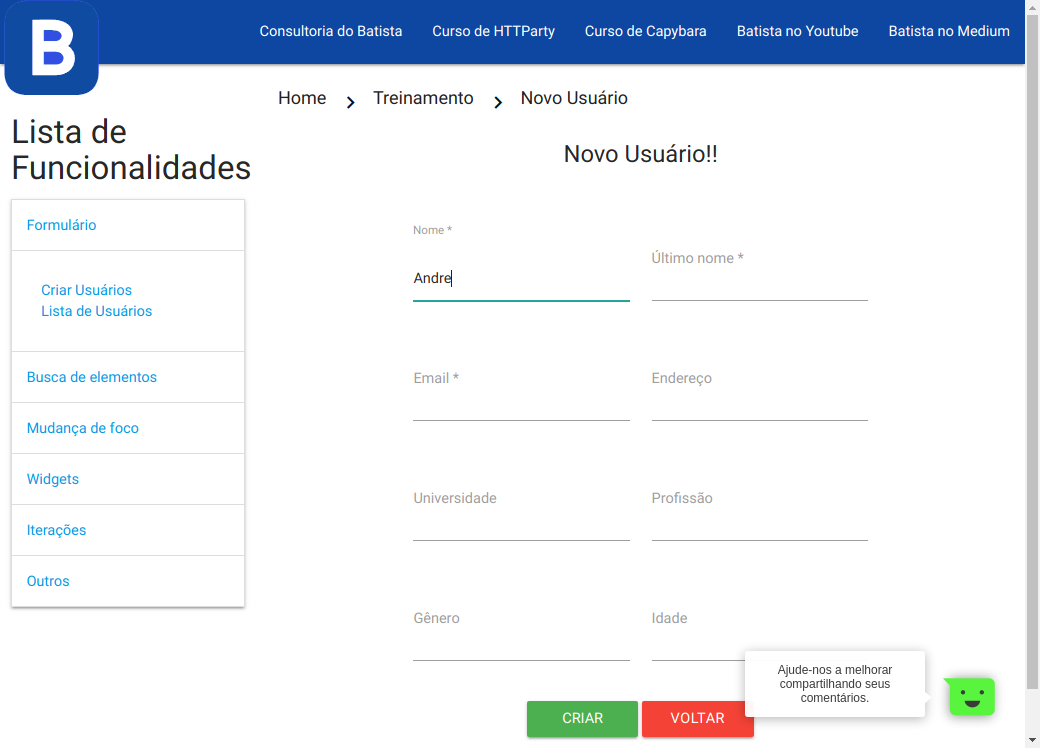 B
Consultoria do Batista Curso de HTTParty Curso de Capybara Batista no Youtube Batista no Medium
Home Treinamento Novo Usuário
Lista de
Funcionalidades
Formulário
Criar Usuários
Lista de Usuários
Busca de elementos
Mudança de foco
Widgets
Iterações
Outros
Novo Usuário!!
Nome *
Andre
Último nome *
Email * Endereço
Universidade Profissão
Gênero Idade
CRIAR VOLTAR
Ajude-nos a melhorar
compartilhando seus
comentários.